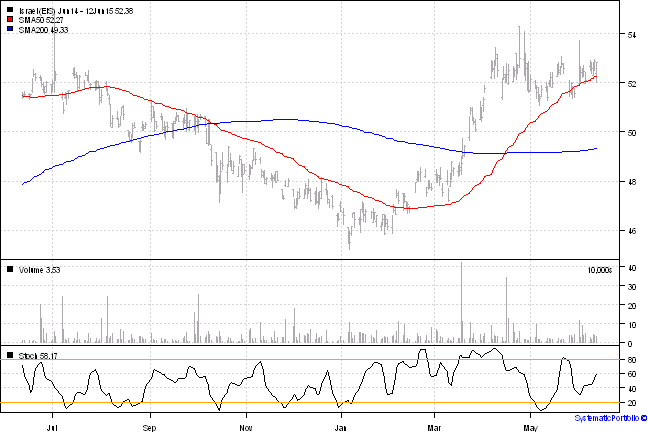 Israel(EIS) Jun14 - 12Jun15 52.38
SMA50 52.27
SMA200 49.33
54
52
50
48
46
Volume 3.53
10,000s
40
30
20
10
0
Stoch 58.17
80
60
40
20
Jul Sep Nov Jan Mar May
SystematicPortfolio ©